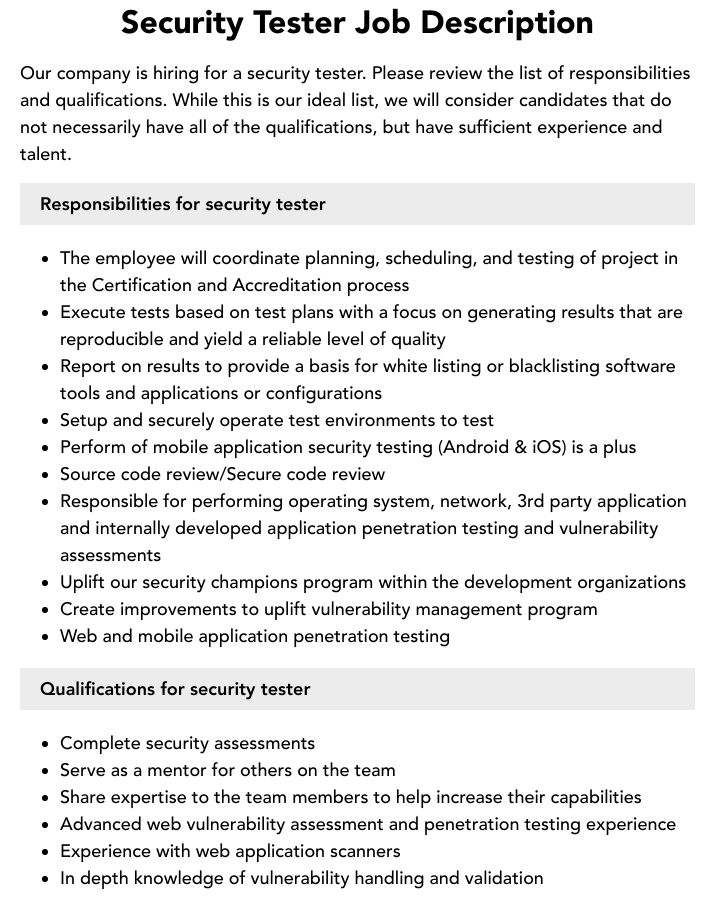 Security Tester Job Description
Our company is hiring for a security tester. Please review the list of responsibilities
and qualifications. While this is our ideal list, we will consider candidates that do
not necessarily have all of the qualifications, but have sufficient experience and
talent.
Responsibilities for security tester
• The employee will coordinate planning, scheduling, and testing of project in
the Certification and Accreditation process
• Execute tests based on test plans with a focus on generating results that are
reproducible and yield a reliable level of quality
• Report on results to provide a basis for white listing or blacklisting software
tools and applications or configurations
• Setup and securely operate test environments to test
• Perform of mobile application security testing (Android & iOS) is a plus
• Source code review/Secure code review
• Responsible for performing operating system, network, 3rd party application
and internally developed application penetration testing and vulnerability
assessments
• Uplift our security champions program within the development organizations
• Create improvements to uplift vulnerability management program
• Web and mobile application penetration testing
Qualifications for security tester
• Complete security assessments
• Serve as a mentor for others on the team
• Share expertise to the team members to help increase their capabilities
• Advanced web vulnerability assessment and penetration testing experience
• Experience with web application scanners
• In depth knowledge of vulnerability handling and validation